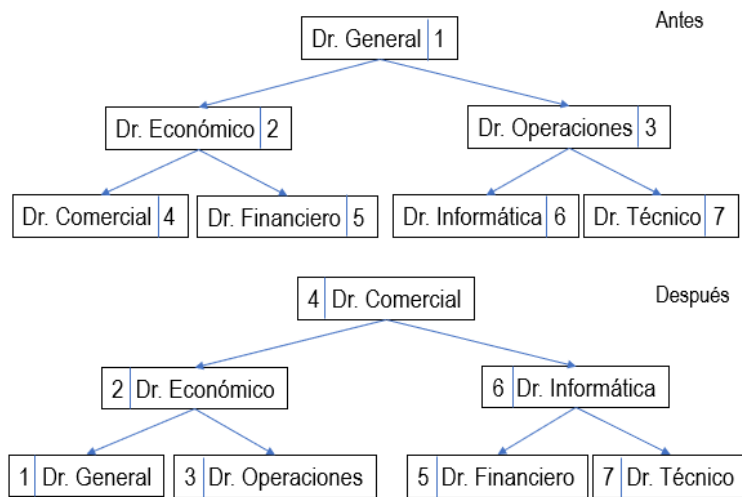 Antes
Dr. General 1
Dr. Económico 2
Dr. Operaciones 3
Dr. Comercial 4
Dr. Financiero 5
Dr. Informática 6
Dr. Técnico 7
Después
4 Dr. Comercial
2 Dr. Económico
6 Dr. Informática
1 Dr. General
3 Dr. Operaciones
5 Dr. Financiero
7 Dr. Técnico